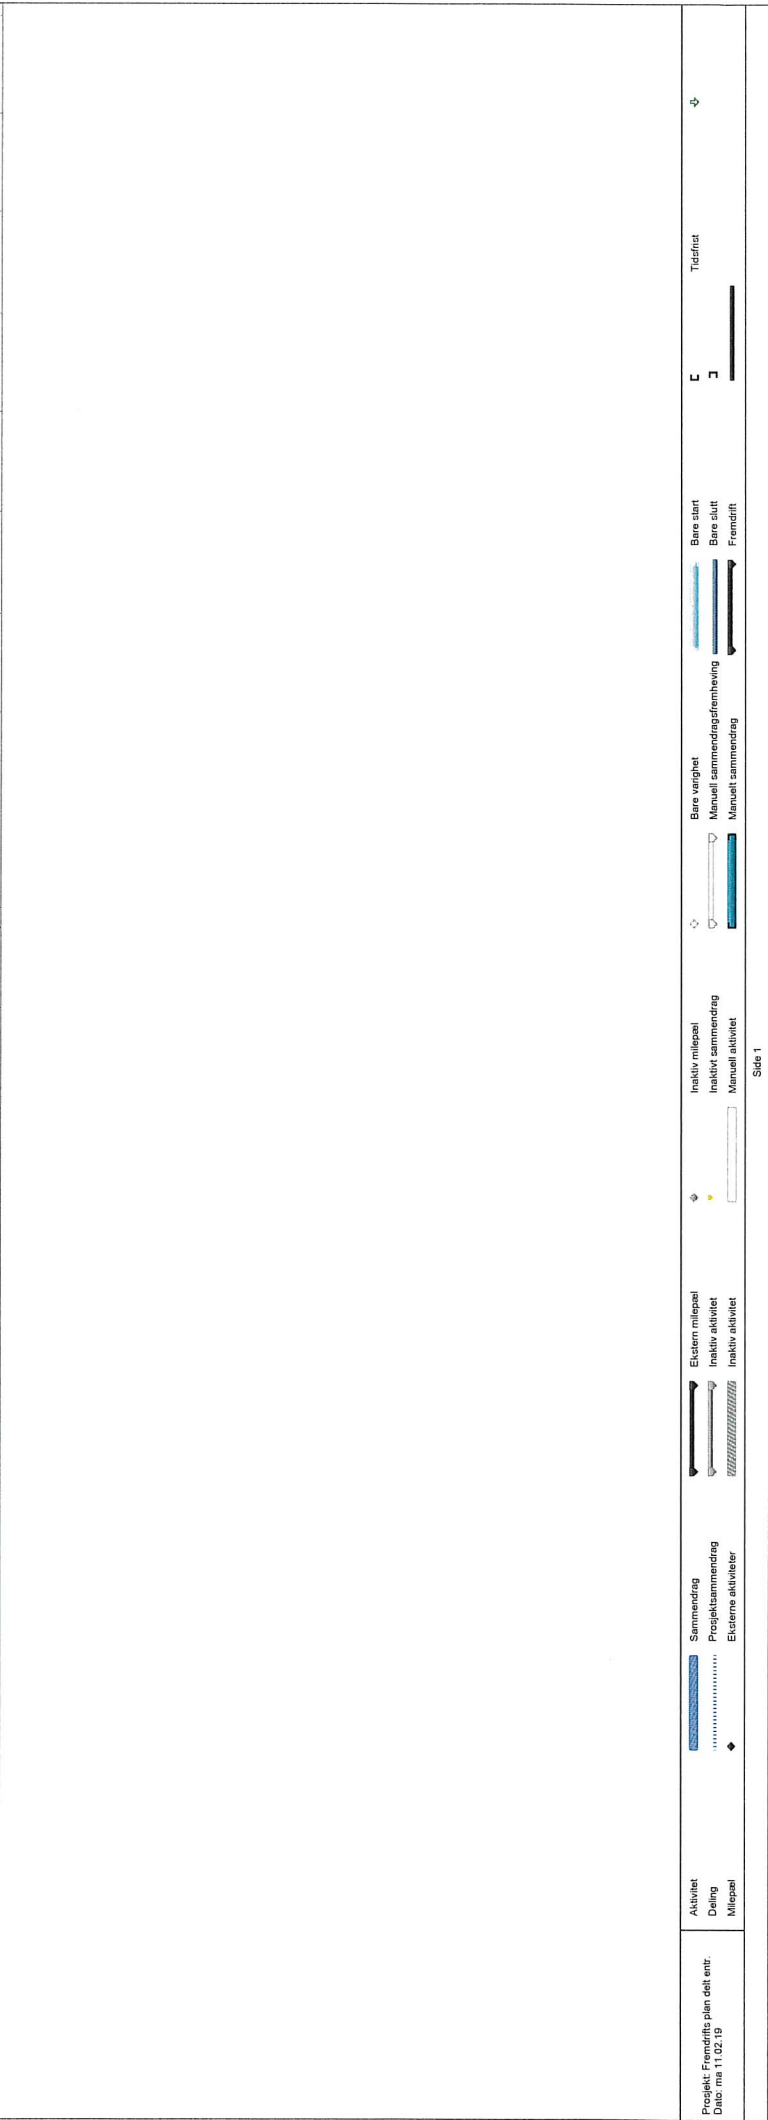 Prosjekt: Fremdrifts plan delt entr.
Dato: ma 11.02.19
Aktivitet
Deling
Milepæl
Sammendrag
Prosjektsammendrag
Eksterne aktiviteter
Ekstern milepæl
Inaktiv aktivitet
Inaktiv aktivitet
Inaktiv milepæl
Inaktivt sammendrag
Manuell aktivitet
Bare varighet
Manuell sammendragsfremheving
Manuelt sammendrag
Bare start
Bare slutt
Fremdrift
Tidsfrist
Side 1